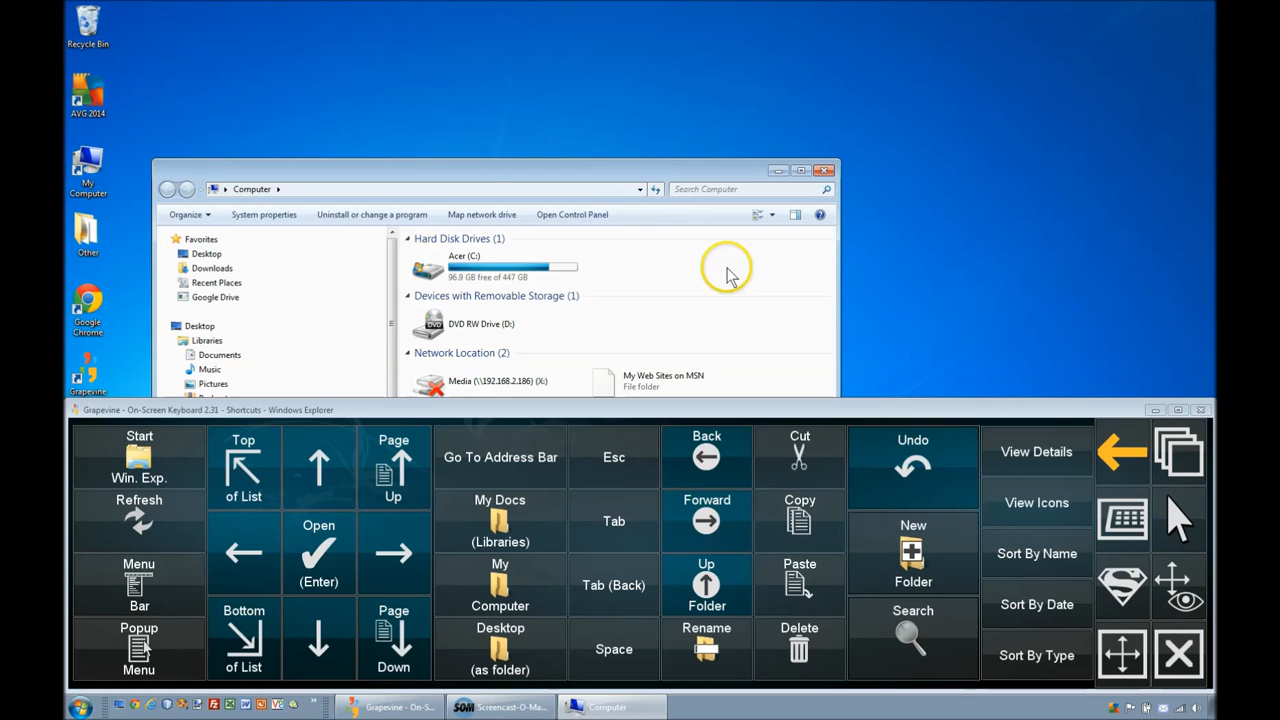 Recycle Bin
AVG 2014
My
Computer
Other
Google
Chrome
Grapevine
Computer
Search Computer
Organize
System properties
Uninstall or change a program
Map network drive
Open Control Panel
Favorites
Desktop
Downloads
Recent Places
Google Drive
Desktop
Libraries
Documents
Music
Pictures
Hard Disk Drives (1)
Acer (C:)
96.9 GB free of 447 GB
Devices with Removable Storage (1)
DVD
DVD RW Drive (D:)
Network Location (2)
Media (\\192.168.2.186) (X:)
My Web Sites on MSN
File folder
Grapevine - On-Screen Keyboard 2.31 - Shortcuts - Windows Explorer
Start
Win. Exp.
Refresh
Menu
Bar
Popup
Menu
Top
of List
Page
Up
Open
(Enter)
Bottom
of List
Page
Down
Go To Address Bar
My Docs
(Libraries)
My
Computer
Desktop
(as folder)
Esc
Tab
Tab (Back)
Space
Back
Forward
Up
Folder
Rename
Cut
Copy
Paste
Delete
Undo
New
Folder
Search
View Details
View Icons
Sort By Name
Sort By Date
Sort By Type
Grapevine - On-S...
SOM
Screencast-O-Ma...
Computer